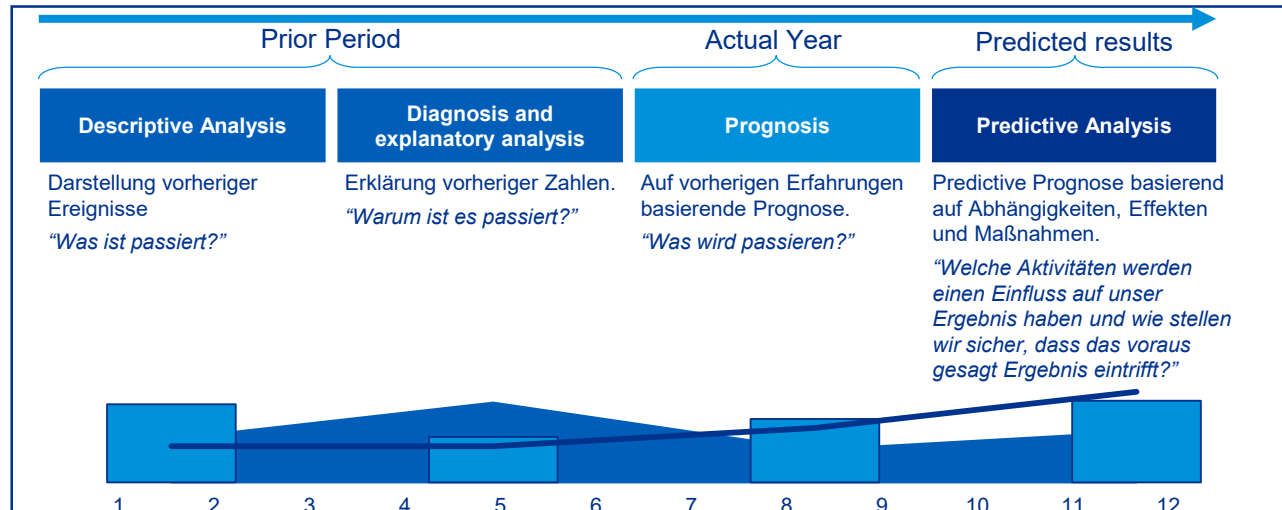 Prior Period
Actual Year
Predicted results
Descriptive Analysis
Diagnosis and
explanatory analysis
Prognosis
Predictive Analysis
Darstellung vorheriger
Ereignisse
“Was ist passiert?”
Erklärung vorheriger Zahlen.
“Warum ist es passiert?”
Auf vorherigen Erfahrungen
basierende Prognose.
“Was wird passieren?”
Predictive Prognose basierend
auf Abhängigkeiten, Effekten
und Maßnahmen.
“Welche Aktivitäten werden
einen Einfluss auf unser
Ergebnis haben und wie stellen
wir sicher, dass das voraus
gesagt Ergebnis eintrifft?”
1 2 3 4 5 6 7 8 9 10 11 12